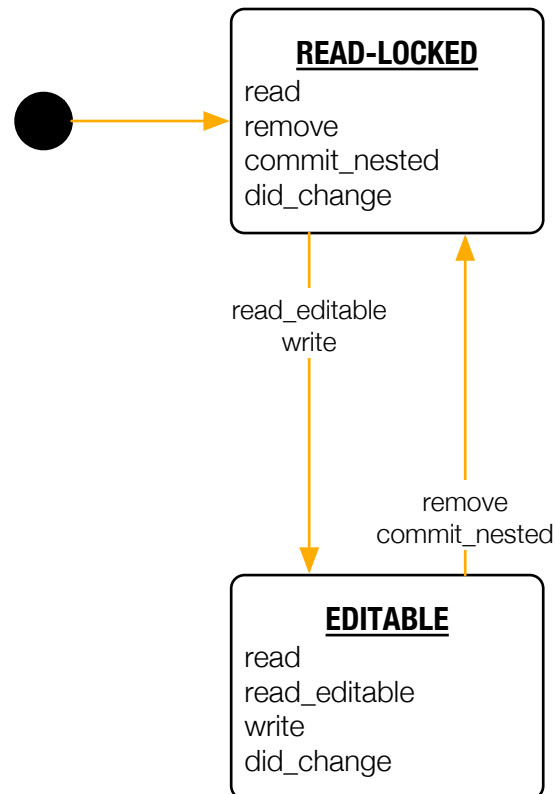 READ-LOCKED
read
remove
commit_nested
did_change
read_editable
write
remove
commit_nested
EDITABLE
read
read_editable
write
did_change